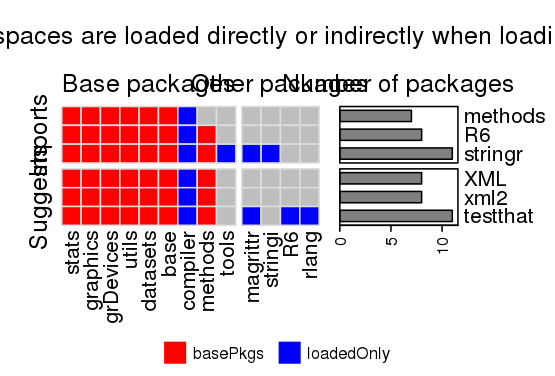 spaces are loaded directly or indirectly when loadi
Base packages Other packages Number of packages
Imports
Suggests
methods
R6
stringr
XML
xml2
testthat
stats
graphics
grDevices
utils
datasets
base
compiler
methods
tools
magrittr
stringi
R6
rlang
0 5 10
basePkgs loadedOnly